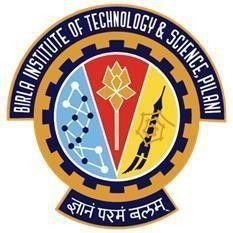 BIRLA INSTITUTE OF TECHNOLOGY & SCIENCE, PILANI
ज्ञानं परमं बलम्